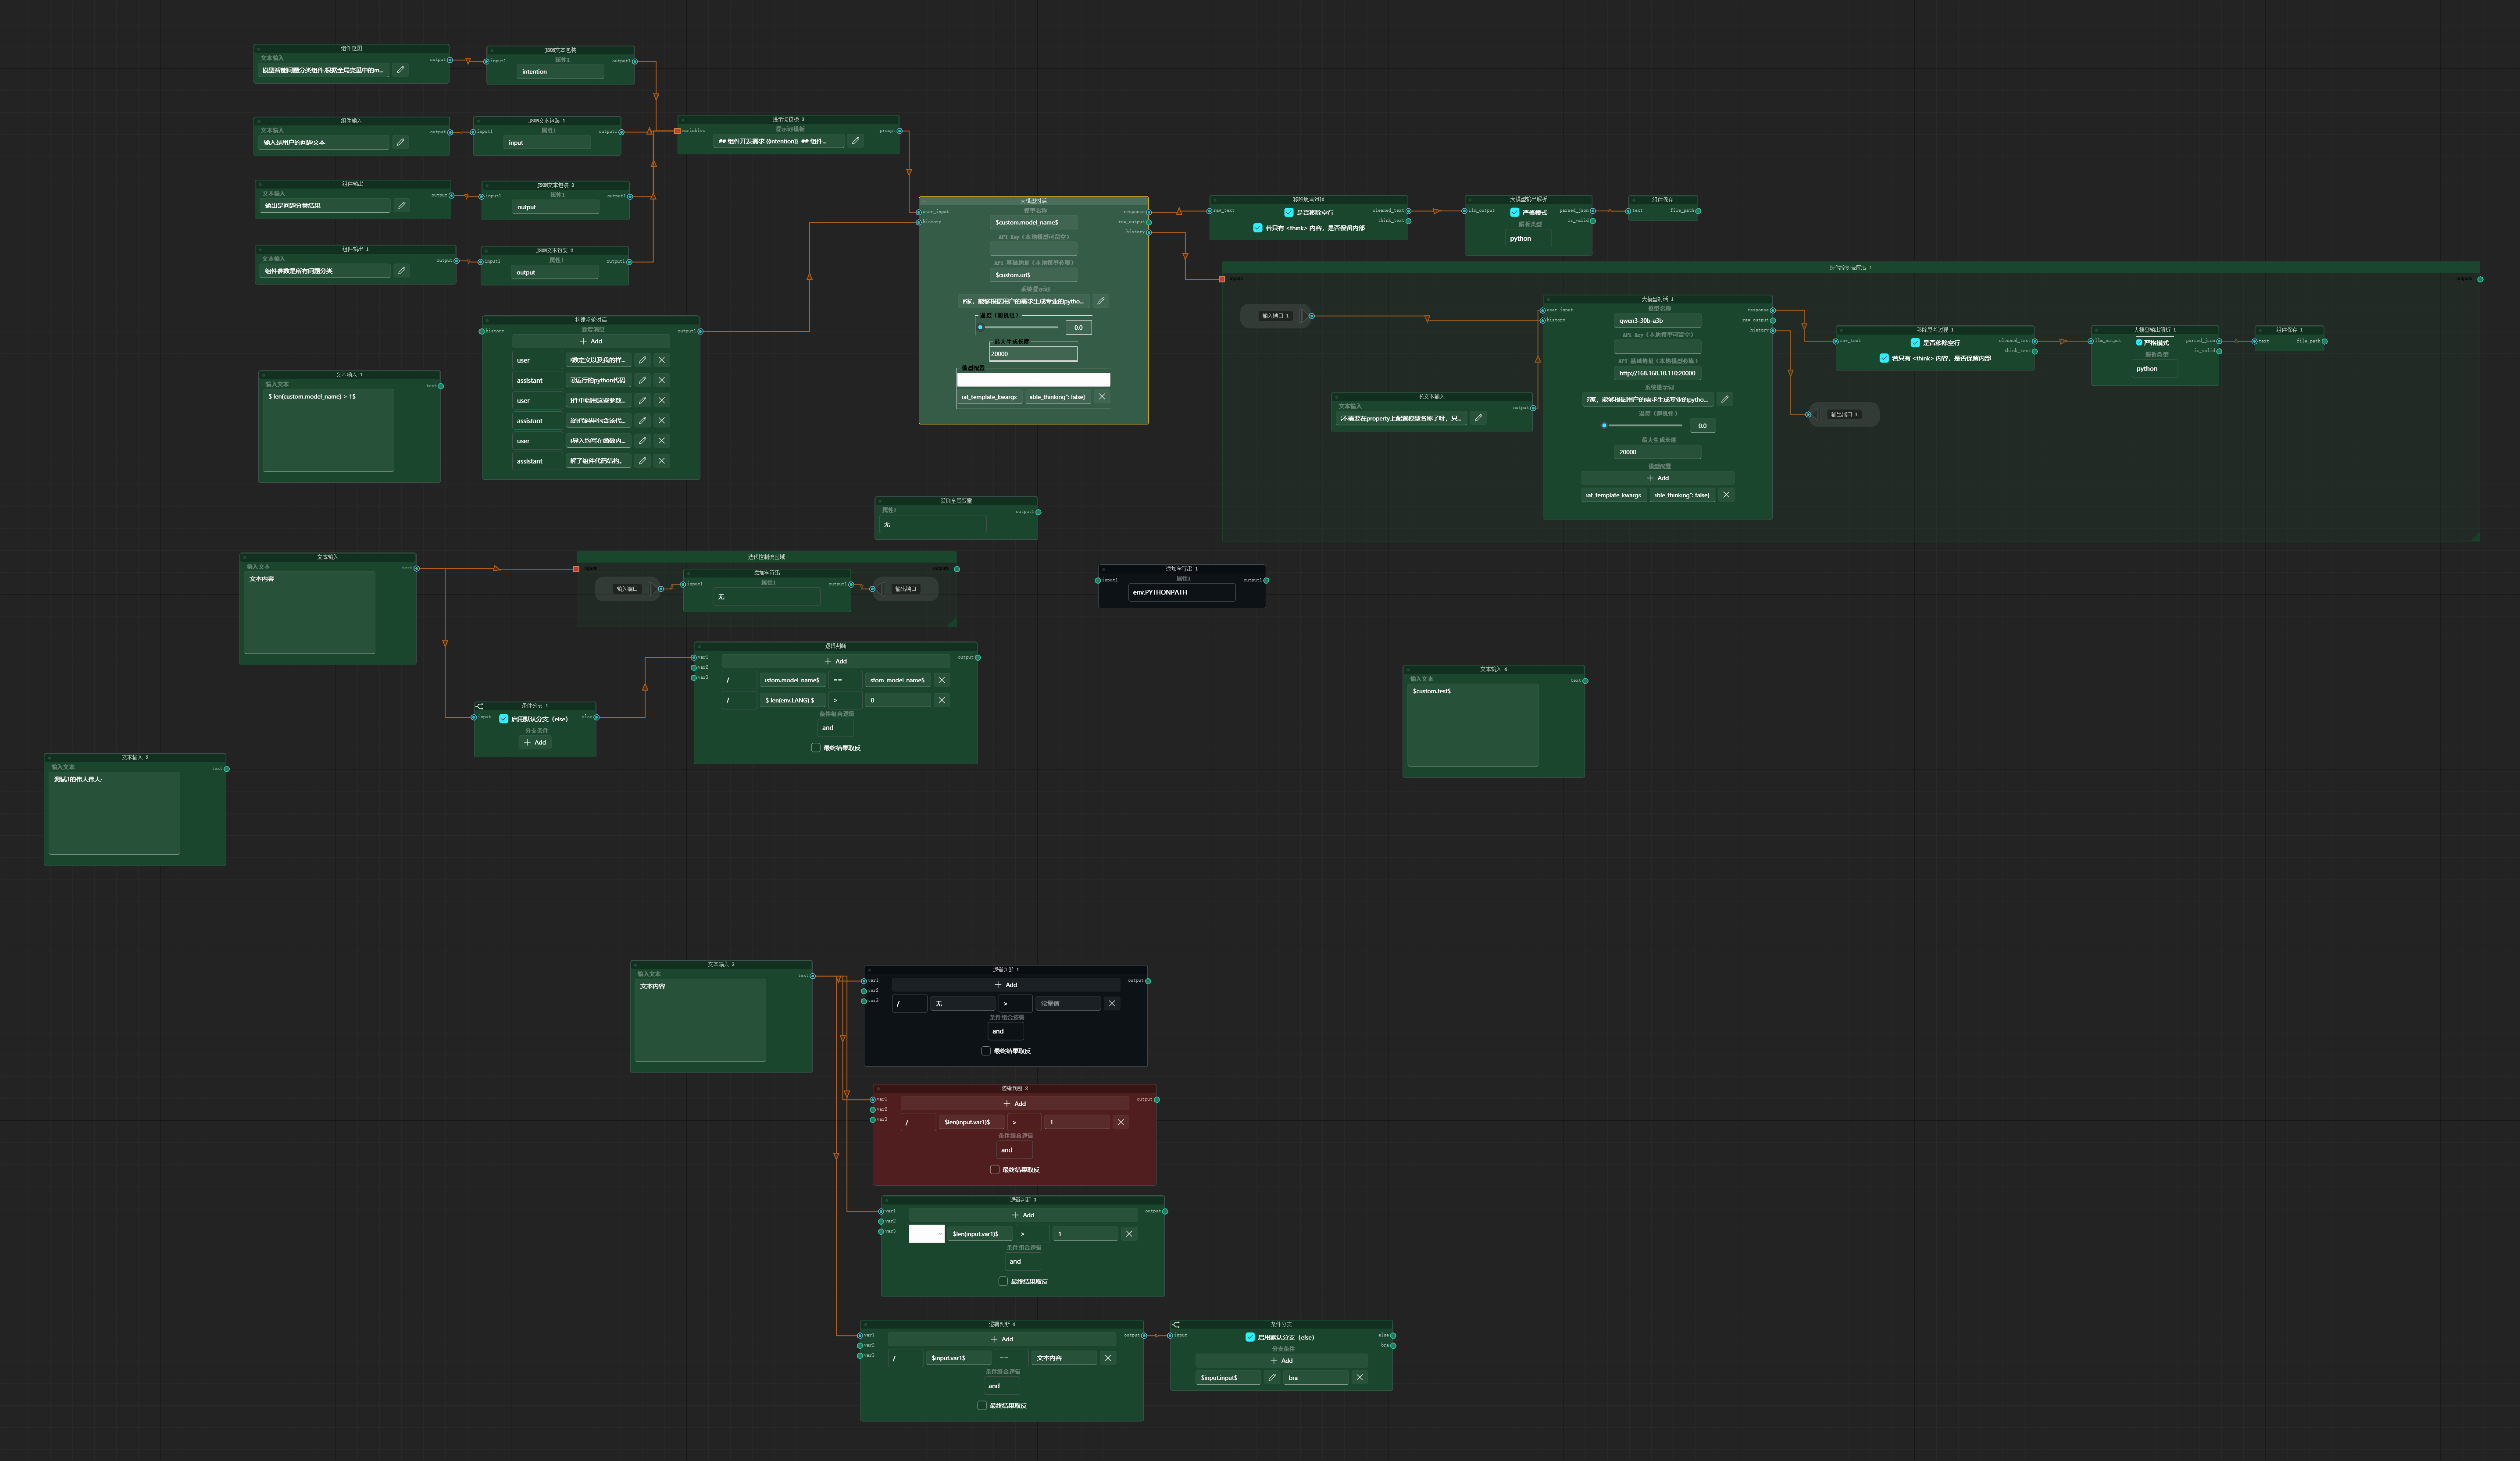 组件意图
文本输入
模型智能问题分类组件,根据全局变量中的m...
output
JSON文本包装
属性1
input1
output1
intention
组件输入
文本输入
输入是用户的问题文本
output
JSON文本包装 1
属性1
input1
output1
input
组件输出
文本输入
输出是问题分类结果
output
JSON文本包装 3
属性1
input1
output1
output
组件输出 1
文本输入
组件参数是所有问题分类
output
JSON文本包装 2
属性1
input1
output1
output
提示词模板 3
提示词模板
variables
prompt
## 组件开发需求 {{intention}} ## 组件...
构建多轮对话
history
output1
Add
user
数定义以及我的样...
assistant
可运行的python代码
user
件中调用这些参数...
assistant
的代码里包含该代...
user
导入均写在函数内...
assistant
解了组件代码结构。
文本输入 1
输入文本
text
$ len(custom.model_name) > 1$
大模型对话
模型名称
user_input
history
response
raw_output
history
$custom.model_name$
API Key（本地模型可留空）
API 基础地址（本地模型必填）
$custom.url$
系统提示词
家，能够根据用户的需求生成专业的pytho...
温度（随机性）
0.0
最大生成长度
20000
模型配置
uat_template_kwargs
able_thinking": false}
移除思考过程
raw_text
cleaned_text
think_text
是否移除空行
若只有 <think> 内容，是否保留内部
大模型输出解析
llm_output
parsed_json
is_valid
严格模式
解析类型
python
组件保存
text
file_path
迭代控制流区域 1
输入端口 1
长文本输入
文本输入
output
不需要在property上配置模型名称了呀，只...
大模型对话 1
模型名称
user_input
history
response
raw_output
history
qwen3-30b-a3b
API Key（本地模型可留空）
API 基础地址（本地模型必填）
http://168.168.10.110:20000
系统提示词
家，能够根据用户的需求生成专业的pytho...
温度（随机性）
0.0
最大生成长度
20000
模型配置
Add
uat_template_kwargs
able_thinking": false}
移除思考过程 1
raw_text
cleaned_text
think_text
是否移除空行
若只有 <think> 内容，是否保留内部
大模型输出解析 1
llm_output
parsed_json
is_valid
严格模式
解析类型
python
组件保存 1
text
file_path
输出端口 1
获取全局变量
属性1
output1
无
文本输入
输入文本
text
文本内容
迭代控制流区域
输入端口
添加字符串
属性1
input1
output1
无
输出端口
添加字符串 1
属性1
input1
output1
env.PYTHONPATH
逻辑判断
var1
var2
var3
output
Add
/
ustom.model_name$
==
stom_model_name$
/
$ len(env.LANG) $
>
0
条件组合逻辑
and
最终结果取反
条件分支 1
input
else
启用默认分支（else）
分支条件
Add
文本输入 4
输入文本
text
$custom.test$
文本输入 2
输入文本
text
测试1的伟大伟大·
文本输入 3
输入文本
text
文本内容
逻辑判断 1
var1
var2
var3
output
Add
/
无
>
常量值
条件组合逻辑
and
最终结果取反
逻辑判断 2
var1
var2
var3
output
Add
/
$len(input.var1)$
>
1
条件组合逻辑
and
最终结果取反
逻辑判断 3
var1
var2
var3
output
Add
$len(input.var1)$
>
1
条件组合逻辑
and
最终结果取反
逻辑判断 4
var1
var2
var3
output
Add
/
$input.var1$
==
文本内容
条件组合逻辑
and
最终结果取反
条件分支
input
else
bra
启用默认分支（else）
分支条件
Add
$input.input$
bra